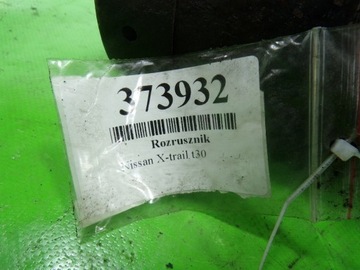 373932
Rozrusznik
Nissan X-trail t30